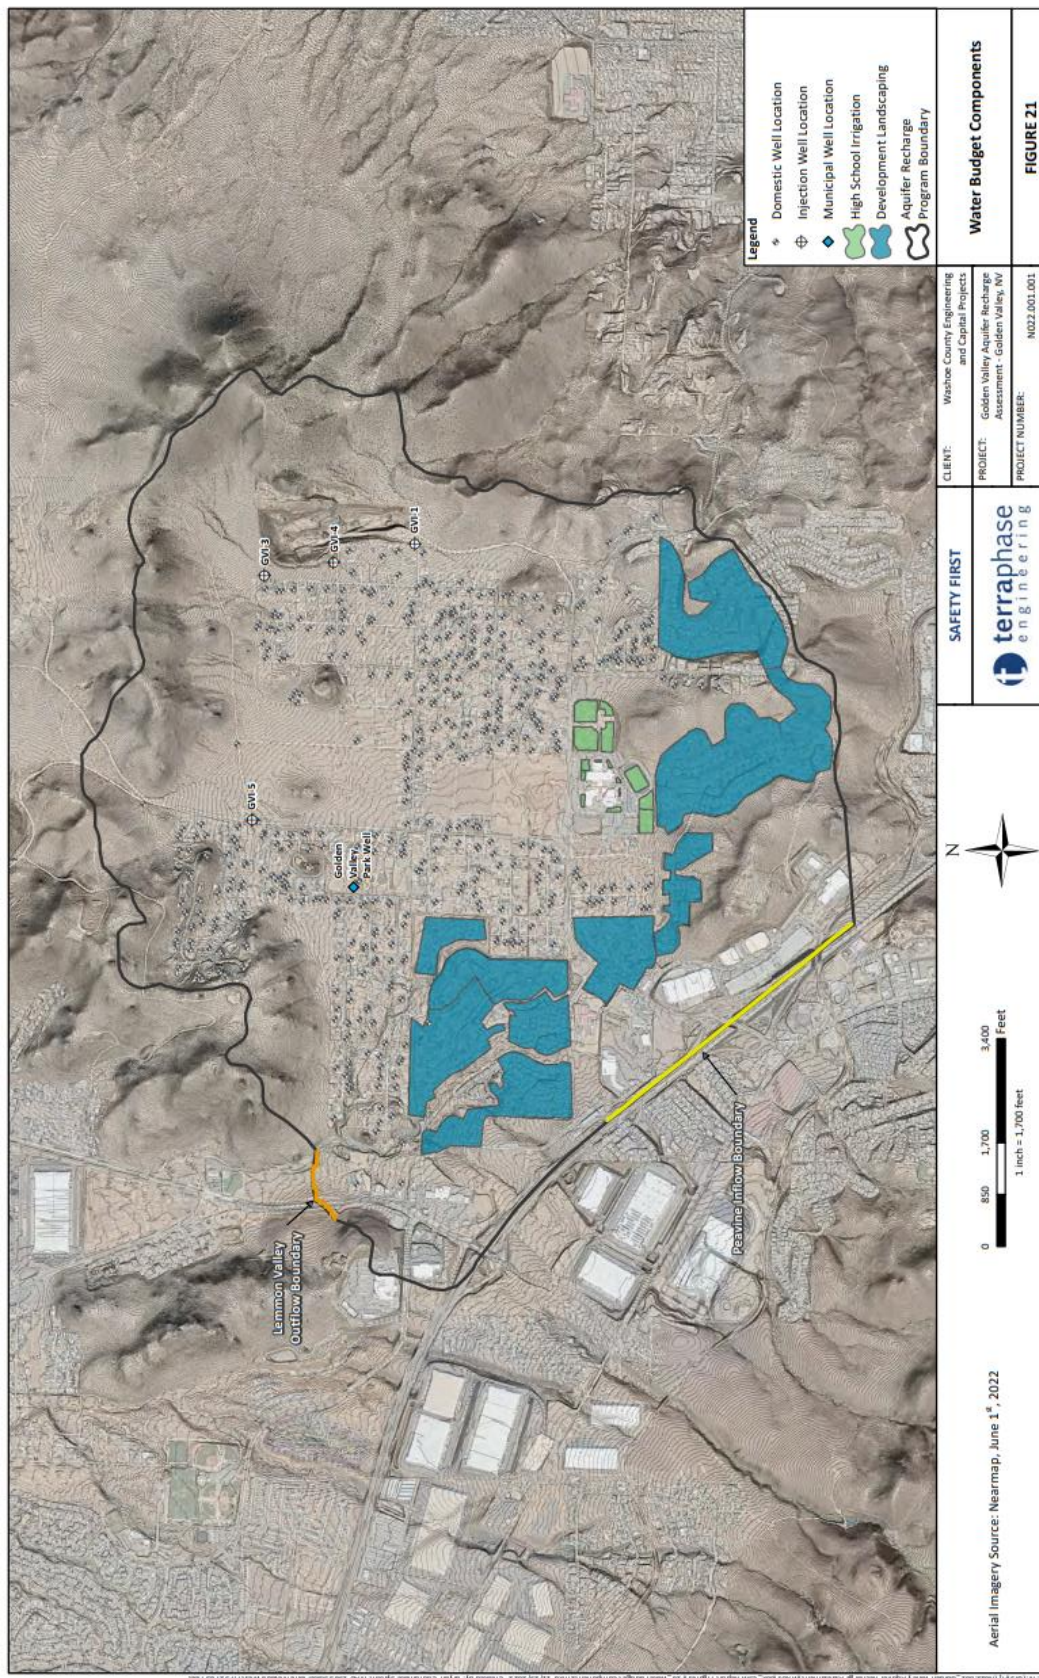 GVI-3
GVI-4
GVI-1
GVI-5
Golden
Valley
Park Well
Lemmon Valley
Outflow Boundary
Peavine Inflow Boundary
Legend
Domestic Well Location
Injection Well Location
Municipal Well Location
High School Irrigation
Development Landscaping
Aquifer Recharge
Program Boundary
Aerial Imagery Source: Nearmap, June 1st, 2022
0 850 1,700 3,400
Feet
1 inch = 1,700 feet
N
SAFETY FIRST
terraphase
engineering
CLIENT: Washoe County Engineering
and Capital Projects
PROJECT: Golden Valley Aquifer Recharge
Assessment - Golden Valley, NV
PROJECT NUMBER: N022.001.001
Water Budget Components
FIGURE 21